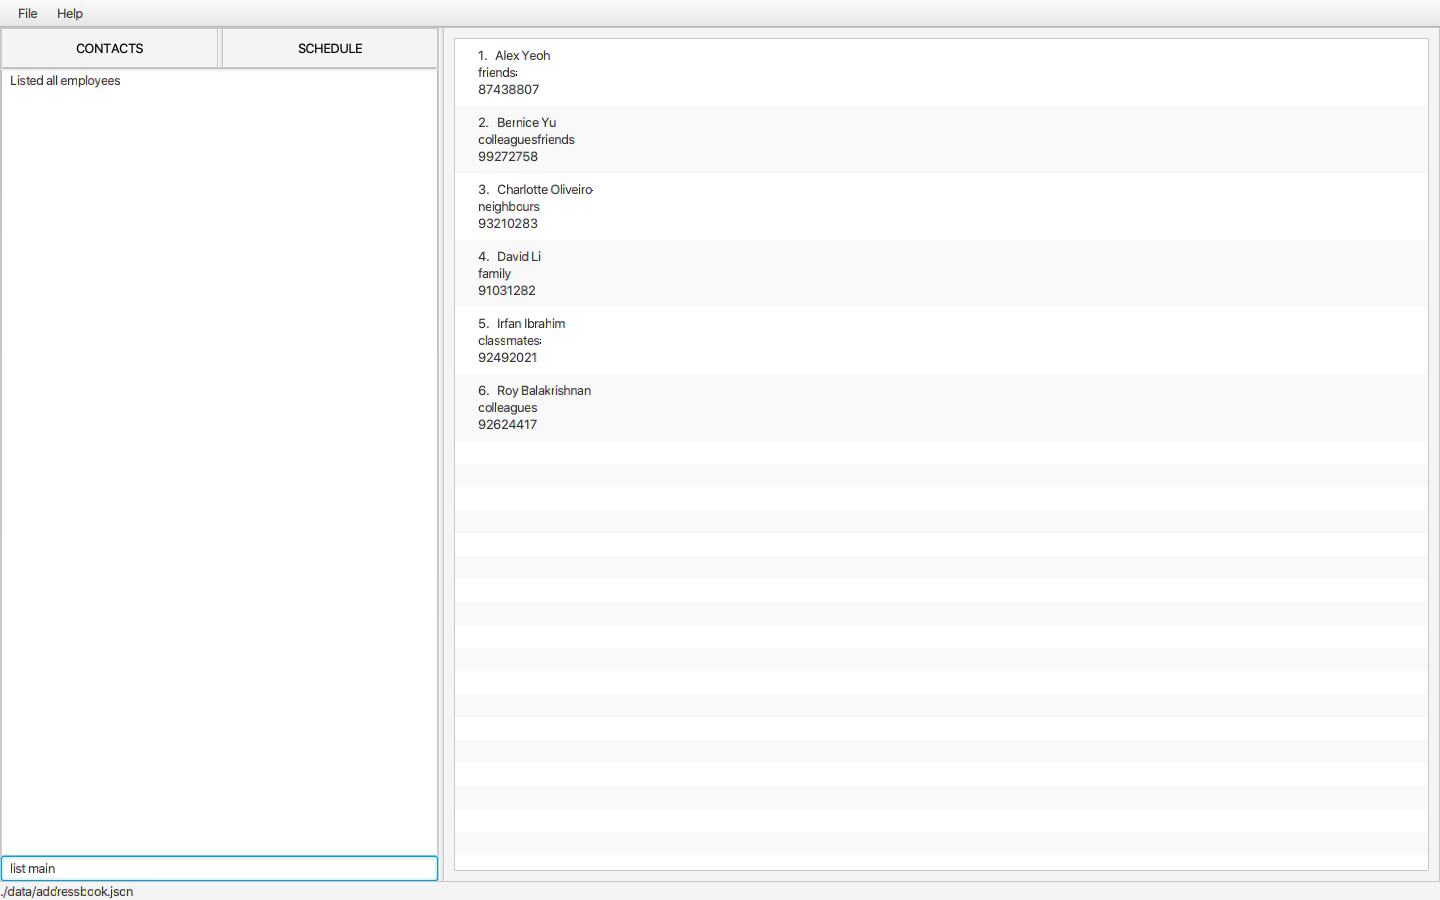 File Help
CONTACTS SCHEDULE
Listed all employees
1. Alex Yeoh
friends
87438807
2. Bernice Yu
colleaguesfriends
99272758
3. Charlotte Oliveiro
neighbours
93210283
4. David Li
family
91031282
5. Irfan Ibrahim
classmates
92492021
6. Roy Balakrishnan
colleagues
92624417
list main
./data/addressbook.json